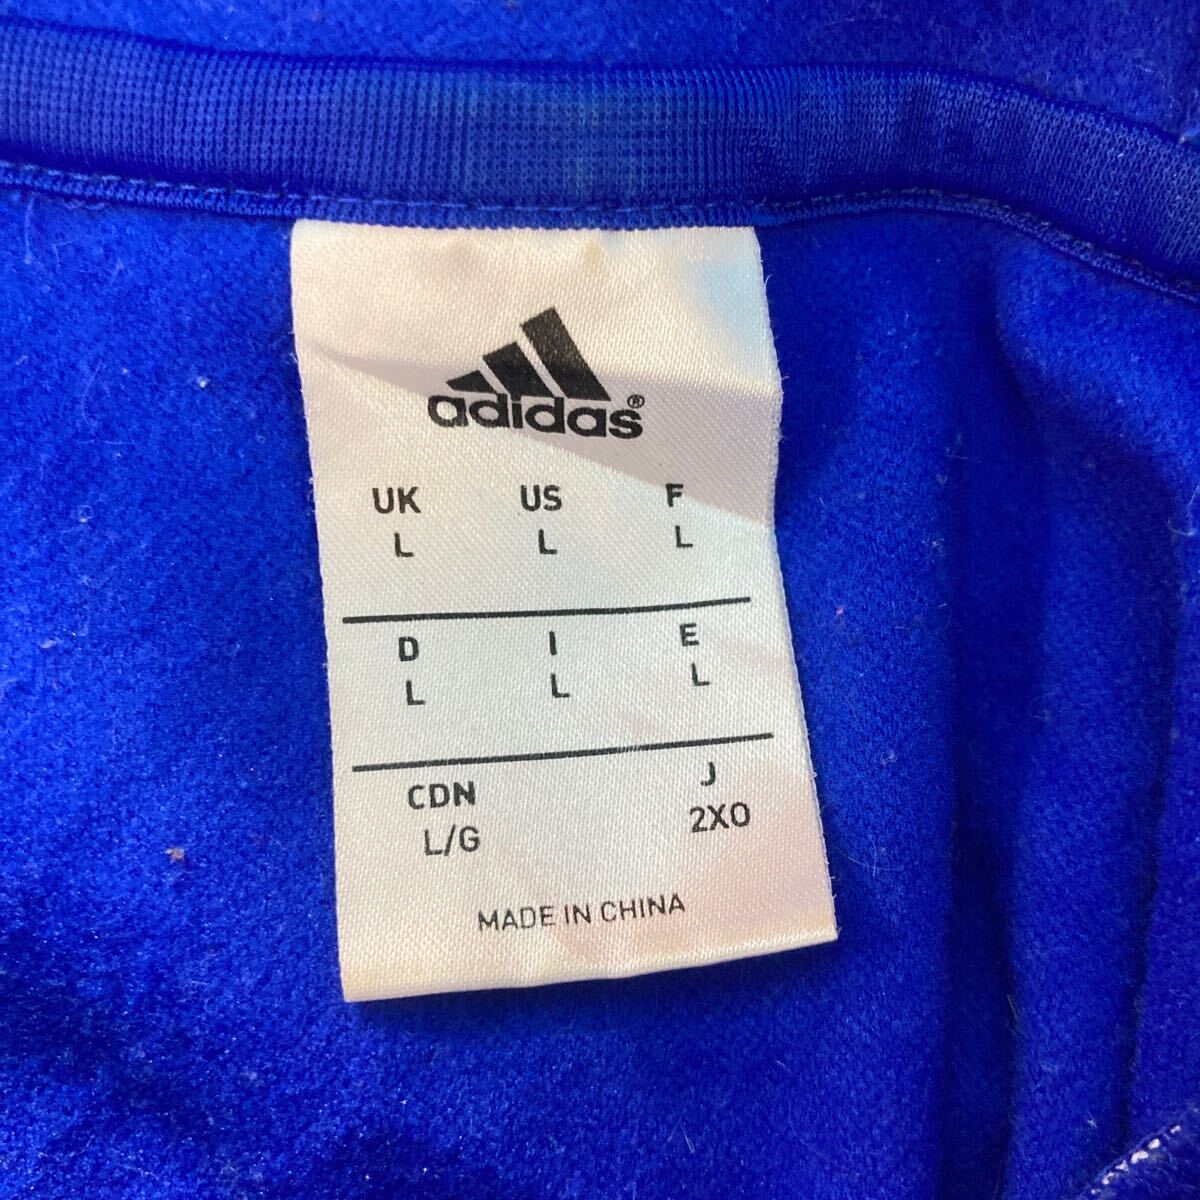 adidas®
UK US F
L L L
D I E
L L L
CDN J
L/G 2XO
MADE IN CHINA